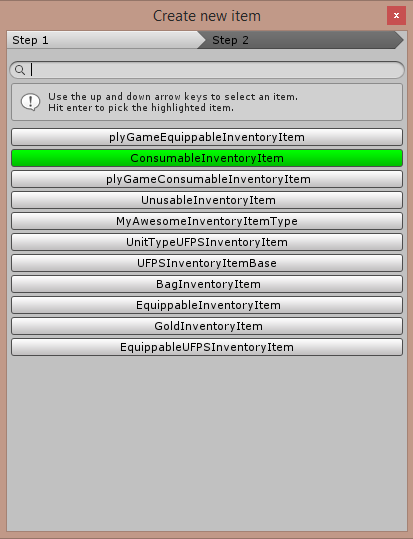 Create new item
x
Step 1
Step 2
Use the up and down arrow keys to select an item.
Hit enter to pick the highlighted item.
plyGameEquippableInventoryItem
ConsumableInventoryItem
plyGameConsumableInventoryItem
UnusableInventoryItem
MyAwesomeInventoryItemType
UnitTypeUFPSInventoryItem
UFPSInventoryItemBase
BagInventoryItem
EquippableInventoryItem
GoldInventoryItem
EquippableUFPSInventoryItem